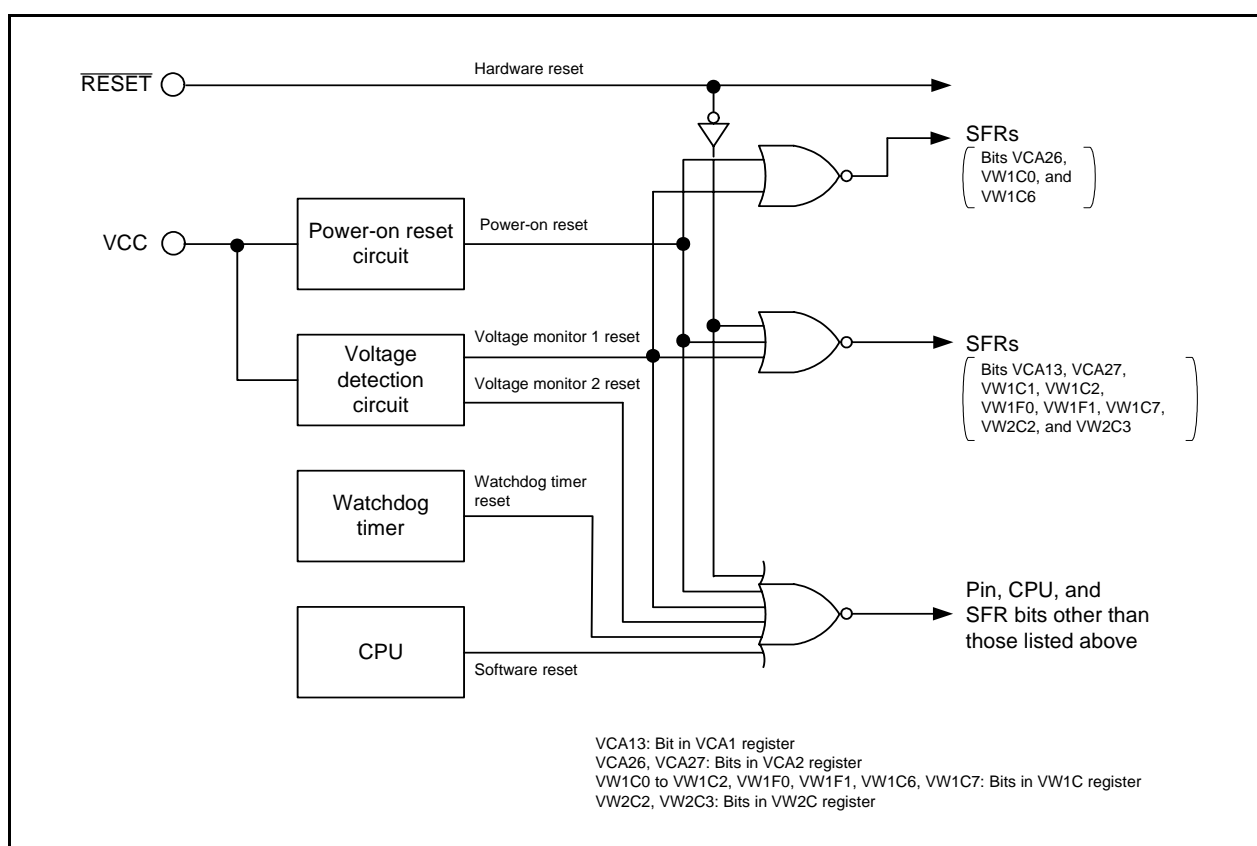 Hardware reset
RESET
SFRs
Bits VCA26,
VW1C0, and
VW1C6
Power-on reset
circuit
Power-on reset
VCC
Voltage
detection
circuit
Voltage monitor 1 reset
Voltage monitor 2 reset
SFRs
Bits VCA13, VCA27,
VW1C1, VW1C2,
VW1F0, VW1F1, VW1C7,
VW2C2, and VW2C3
Watchdog
timer
Watchdog timer
reset
Pin, CPU, and
SFR bits other than
those listed above
CPU
Software reset
VCA13: Bit in VCA1 register
VCA26, VCA27: Bits in VCA2 register
VW1C0 to VW1C2, VW1F0, VW1F1, VW1C6, VW1C7: Bits in VW1C register
VW2C2, VW2C3: Bits in VW2C register